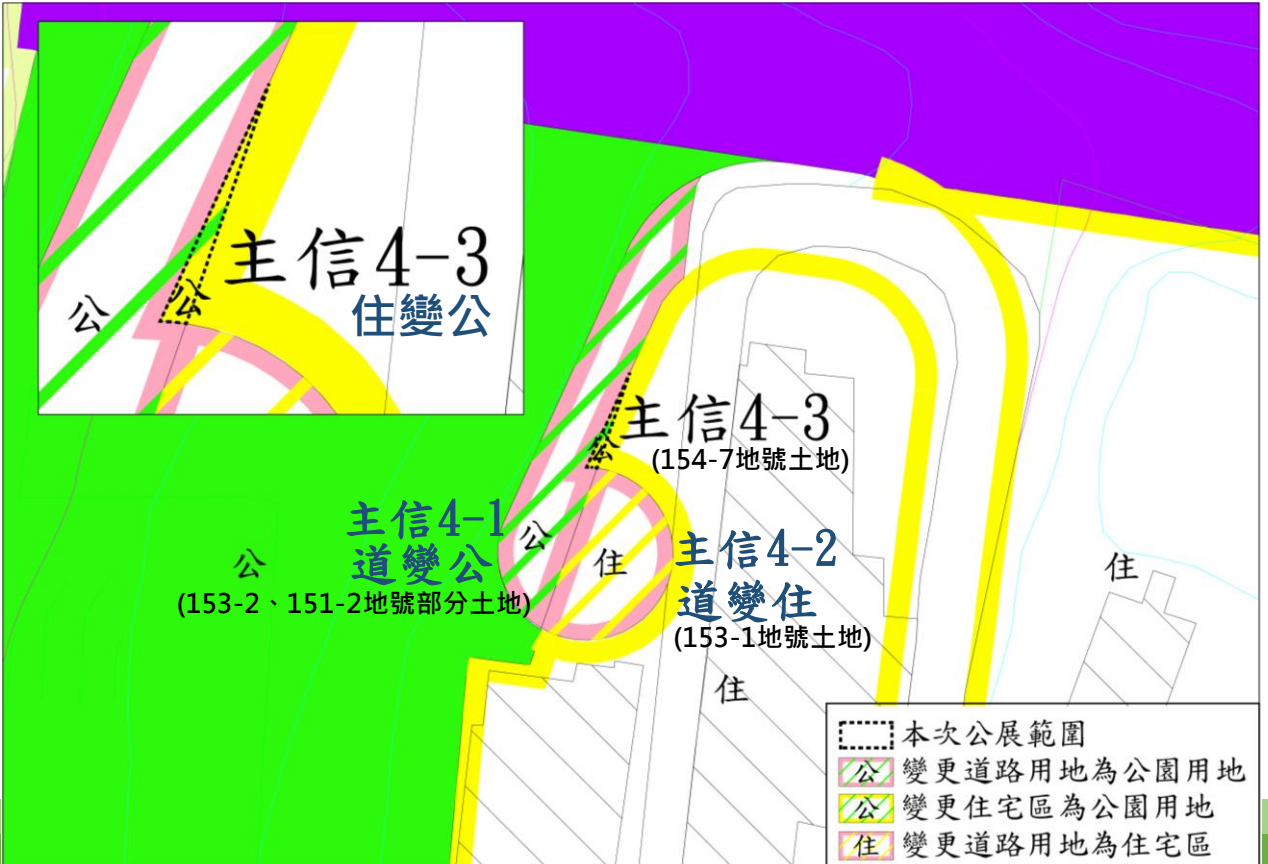 主信4-3
住變公
公
公
主信4-3
(154-7地號土地)
公
主信4-1
道變公
(153-2、151-2地號部分土地)
公
公
住
主信4-2
道變住
(153-1地號土地)
住
住
本次公展範圍
公 變更道路用地為公園用地
公 變更住宅區為公園用地
住 變更道路用地為住宅區